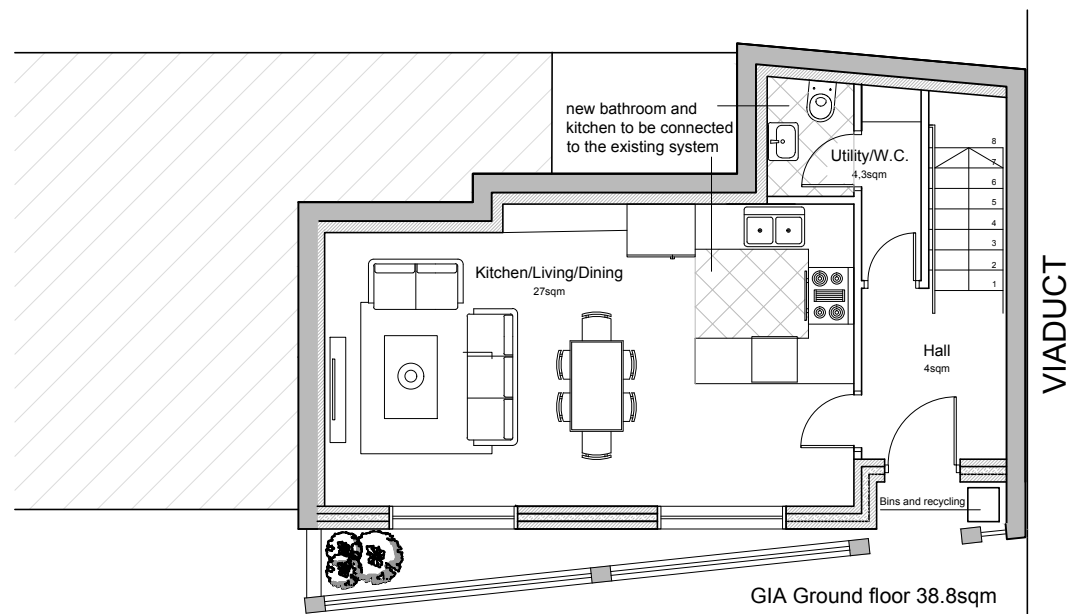 new bathroom and
kitchen to be connected
to the existing system
Utility/W.C.
4,3sqm
8
7
6
5
4
3
2
1
Kitchen/Living/Dining
27sqm
Hall
4sqm
VIADUCT
Bins and recycling
GIA Ground floor 38.8sqm